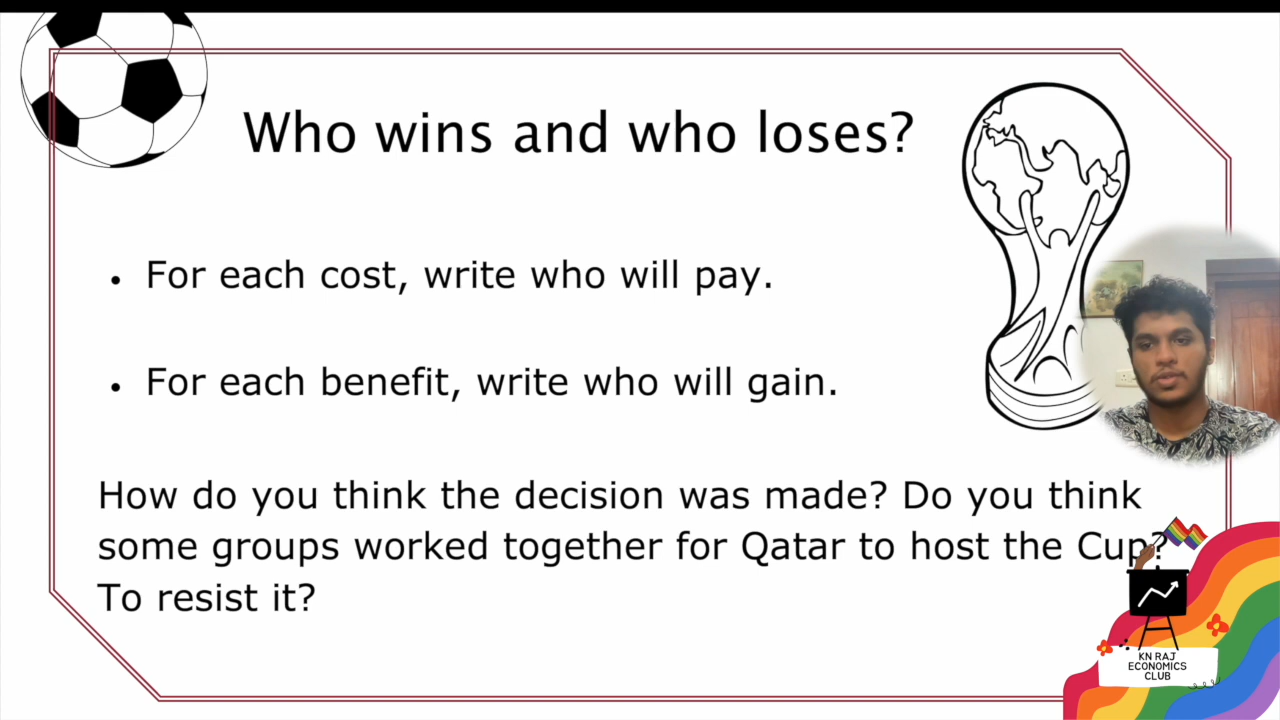 Who wins and who loses?
• For each cost, write who will pay.
• For each benefit, write who will gain.
How do you think the decision was made? Do you think
some groups worked together for Qatar to host the Cup?
To resist it?
KN RAJ
ECONOMICS
CLUB